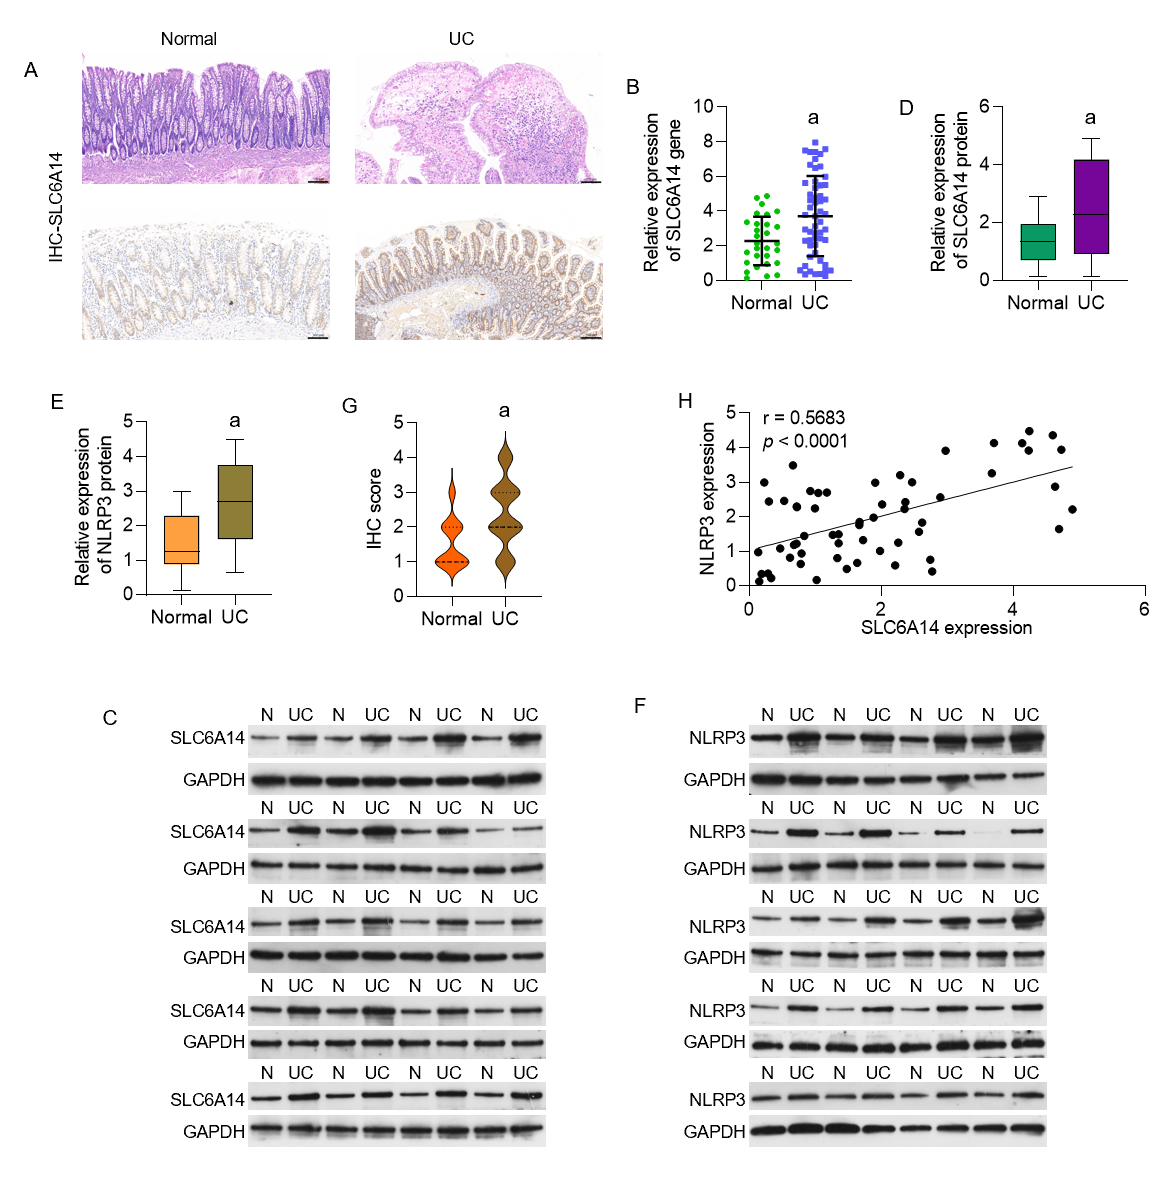 Normal UC
A
IHC-SLC6A14
B
Relative expression
of SLC6A14 gene
10
8
6
4
2
0
a
Normal UC
D
Relative expression
of SLC6A14 protein
6
4
2
0
a
Normal UC
E
Relative expression
of NLRP3 protein
5
4
3
2
1
0
a
Normal UC
G
IHC score
5
4
3
2
1
0
a
Normal UC
H
NLRP3 expression
5
4
3
2
1
0
r = 0.5683
p < 0.0001
0 2 4 6
SLC6A14 expression
C
N UC N UC N UC N UC
SLC6A14
GAPDH
N UC N UC N UC N UC
SLC6A14
GAPDH
N UC N UC N UC N UC
SLC6A14
GAPDH
N UC N UC N UC N UC
SLC6A14
GAPDH
N UC N UC N UC N UC
SLC6A14
GAPDH
F
N UC N UC N UC N UC
NLRP3
GAPDH
N UC N UC N UC N UC
NLRP3
GAPDH
N UC N UC N UC N UC
NLRP3
GAPDH
N UC N UC N UC N UC
NLRP3
GAPDH
N UC N UC N UC N UC
NLRP3
GAPDH